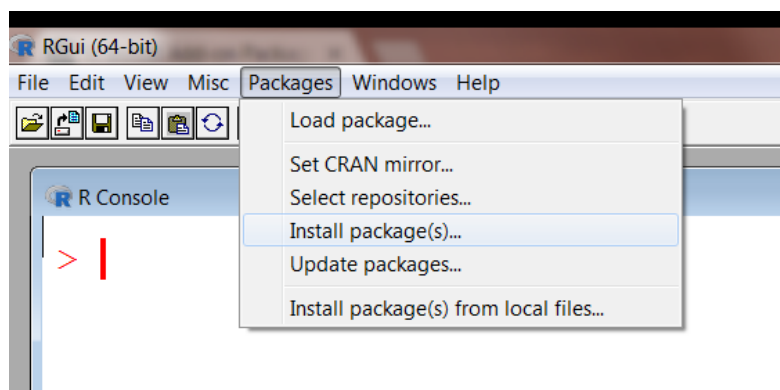 RGui (64-bit)
File Edit View Misc Packages Windows Help
Load package...
Set CRAN mirror...
Select repositories...
Install package(s)...
Update packages...
Install package(s) from local files...
R Console
>